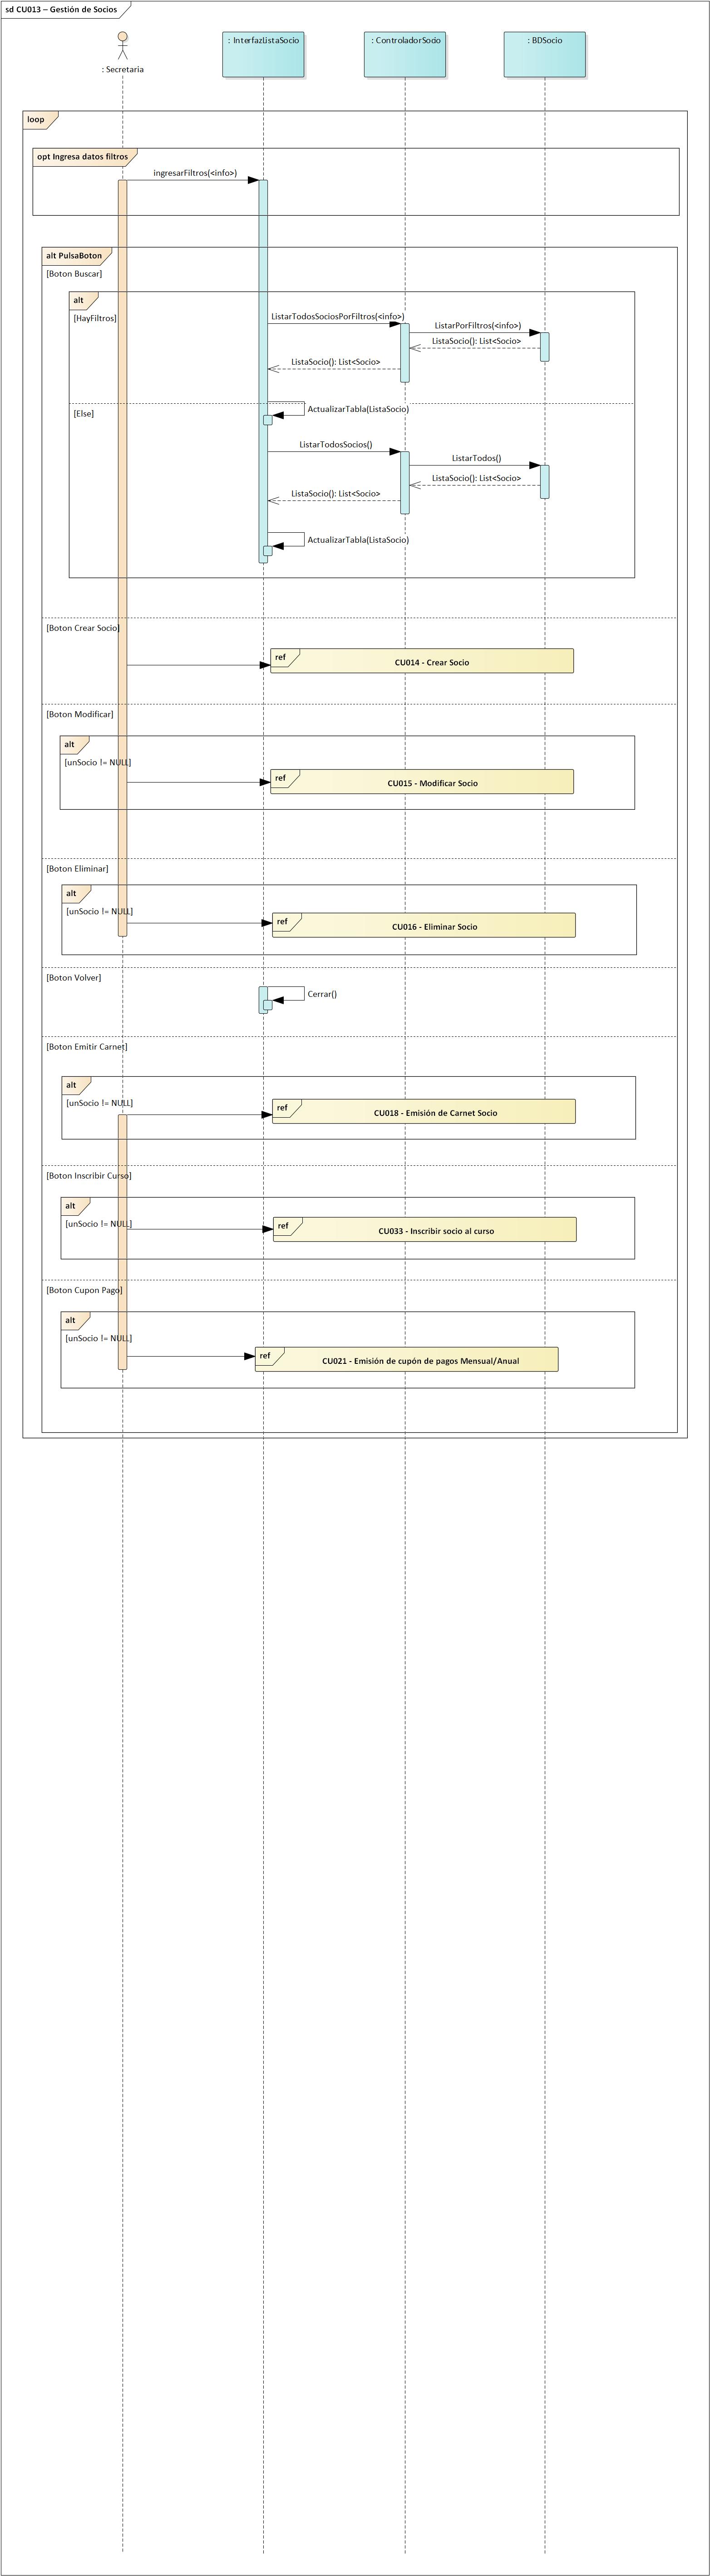 sd CU013 – Gestión de Socios
: Secretaria
: InterfazListaSocio
: ControladorSocio
: BDSocio
loop
opt Ingresa datos filtros
ingresarFiltros(<info>)
alt PulsaBoton
[Boton Buscar]
alt
[HayFiltros]
ListarTodosSociosPorFiltros(<info>)
ListarPorFiltros(<info>)
ListaSocio(): List<Socio>
ListaSocio(): List<Socio>
ActualizarTabla(ListaSocio)
[Else]
ListarTodosSocios()
ListarTodos()
ListaSocio(): List<Socio>
ListaSocio(): List<Socio>
ActualizarTabla(ListaSocio)
[Boton Crear Socio]
ref
CU014 - Crear Socio
[Boton Modificar]
alt
[unSocio != NULL]
ref
CU015 - Modificar Socio
[Boton Eliminar]
alt
[unSocio != NULL]
ref
CU016 - Eliminar Socio
[Boton Volver]
Cerrar()
[Boton Emitir Carnet]
alt
[unSocio != NULL]
ref
CU018 - Emisión de Carnet Socio
[Boton Inscribir Curso]
alt
[unSocio != NULL]
ref
CU033 - Inscribir socio al curso
[Boton Cupon Pago]
alt
[unSocio != NULL]
ref
CU021 - Emisión de cupón de pagos Mensual/Anual